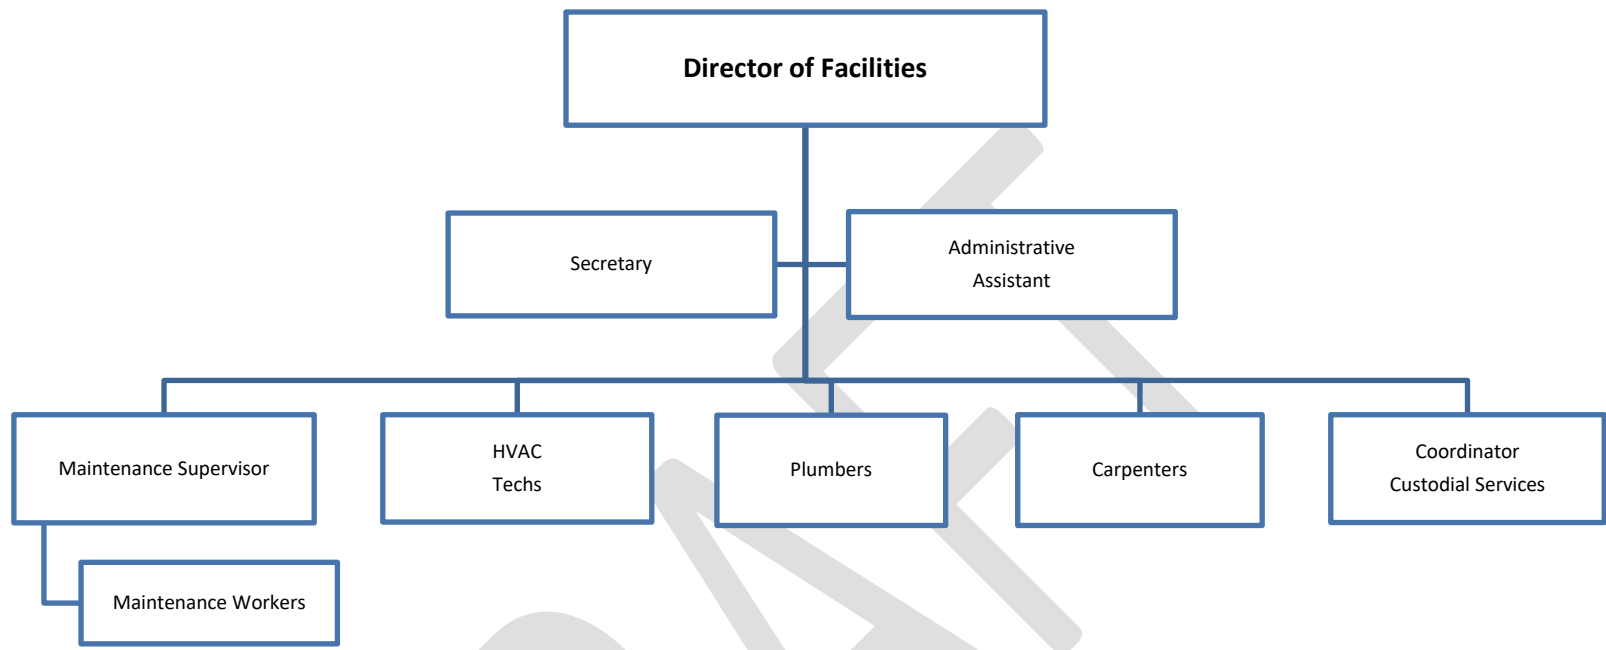 Director of Facilities
Secretary
Administrative
Assistant
Maintenance Supervisor
HVAC
Techs
Plumbers
Carpenters
Coordinator
Custodial Services
Maintenance Workers